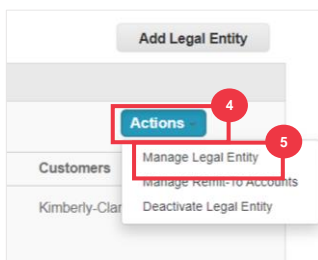 Add Legal Entity
Actions
4
5
Customers
Manage Legal Entity
Manage Remit-To Accounts
Kimberly-Clar
Deactivate Legal Entity